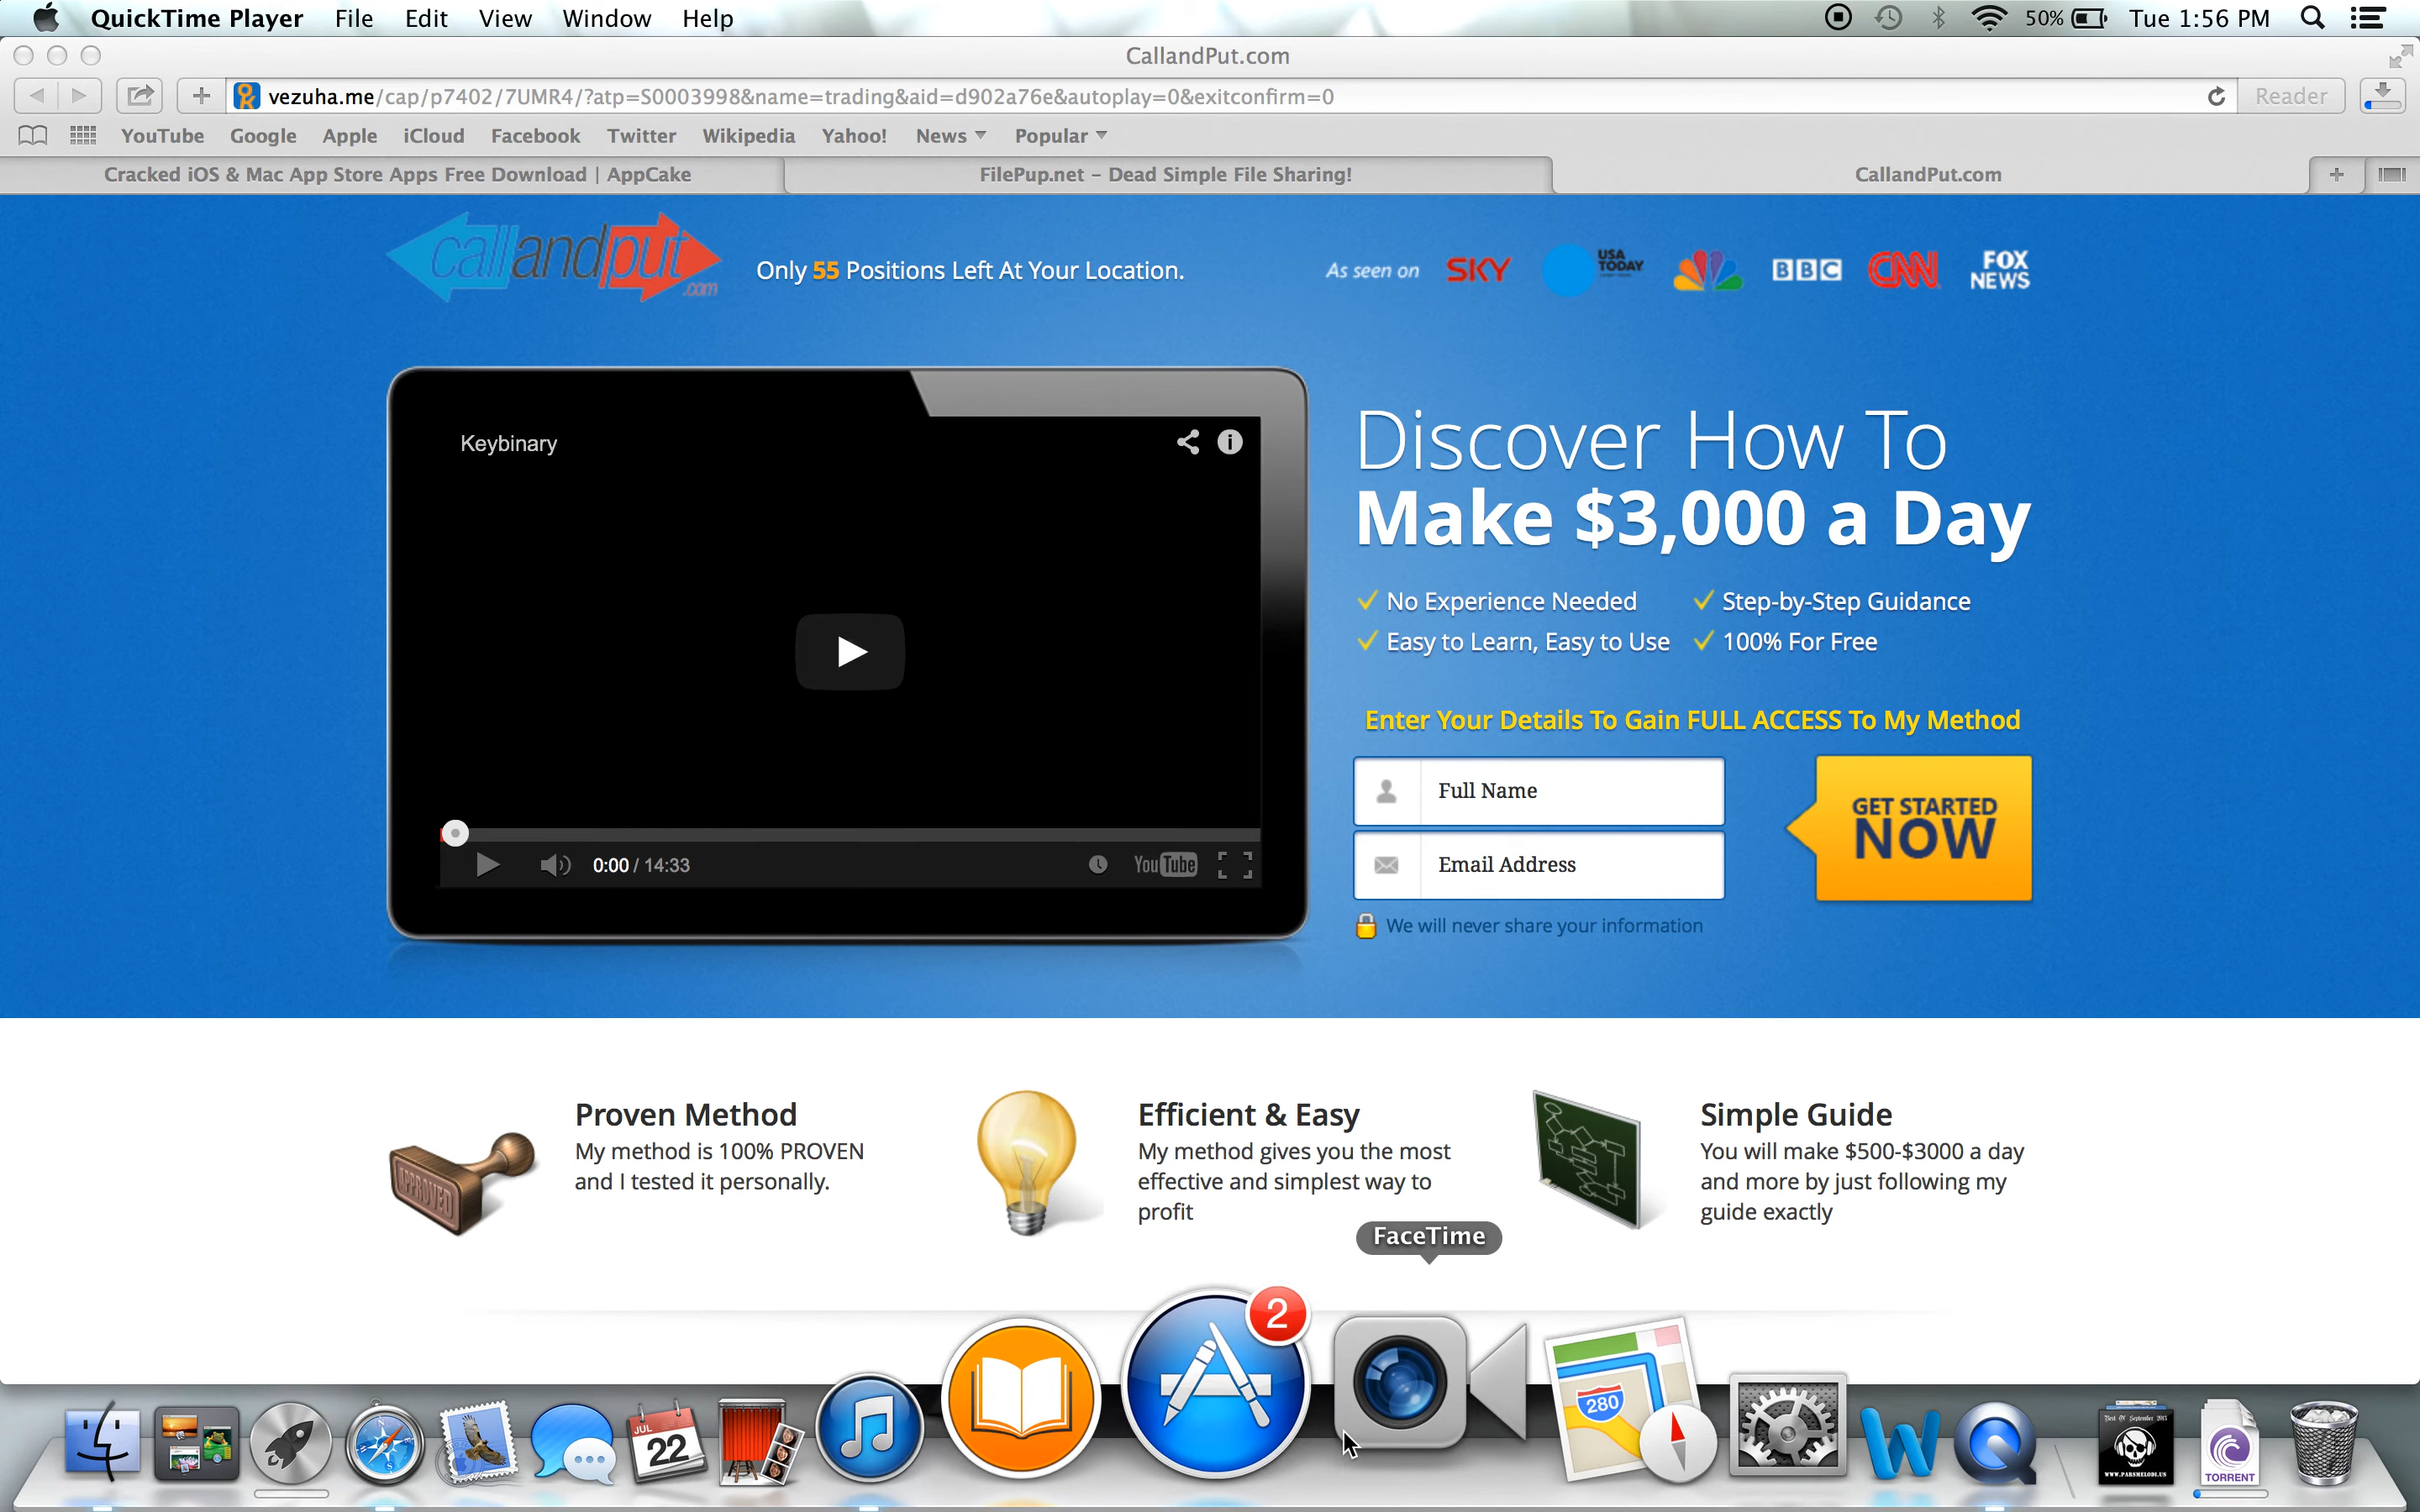 QuickTime Player File Edit View Window Help 50% Tue 1:56 PM
CallandPut.com
vezuha.me/cap/p7402/7UMR4/?atp=S0003998&name=trading&aid=d902a76e&autoplay=0&exitconfirm=0 Reader
YouTube Google Apple iCloud Facebook Twitter Wikipedia Yahoo! News Popular
Cracked iOS & Mac App Store Apps Free Download | AppCake FilePup.net – Dead Simple File Sharing! CallandPut.com
callandput.com
Only 55 Positions Left At Your Location.
As seen on SKY USA TODAY BBC CNN FOX NEWS
Keybinary
0:00 / 14:33 YouTube
Discover How To
Make $3,000 a Day
No Experience Needed Step-by-Step Guidance
Easy to Learn, Easy to Use 100% For Free
Enter Your Details To Gain FULL ACCESS To My Method
Full Name
Email Address
GET STARTED
NOW
We will never share your information
Proven Method
My method is 100% PROVEN
and I tested it personally.
Efficient & Easy
My method gives you the most
effective and simplest way to
profit
Simple Guide
You will make $500-$3000 a day
and more by just following my
guide exactly
FaceTime
2
APPROVED
JUL
22
280
W
Best Of September 2013
WWW.PARSMELODI.US
TORRENT